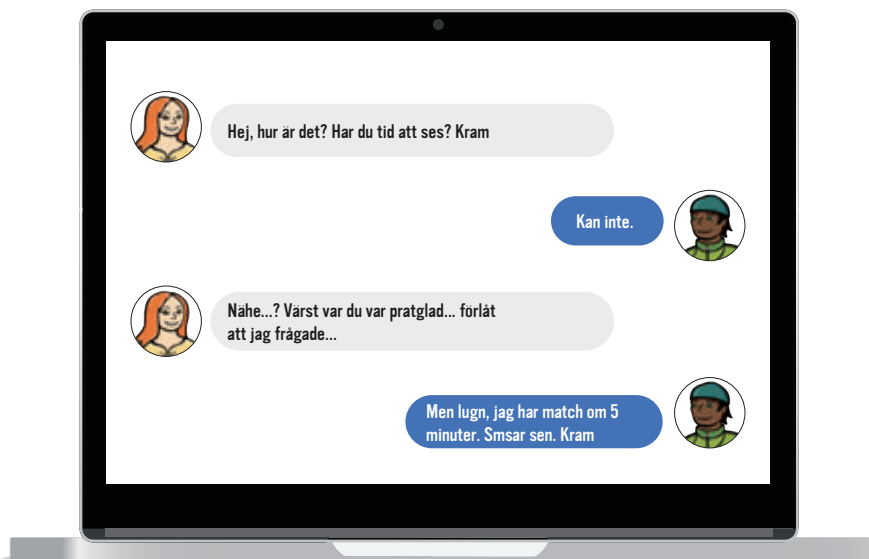 Hej, hur är det? Har du tid att ses? Kram
Kan inte.
Nähe...? Värst var du var pratglad... förlåt
att jag frågade...
Men lugn, jag har match om 5
minuter. Smsar sen. Kram